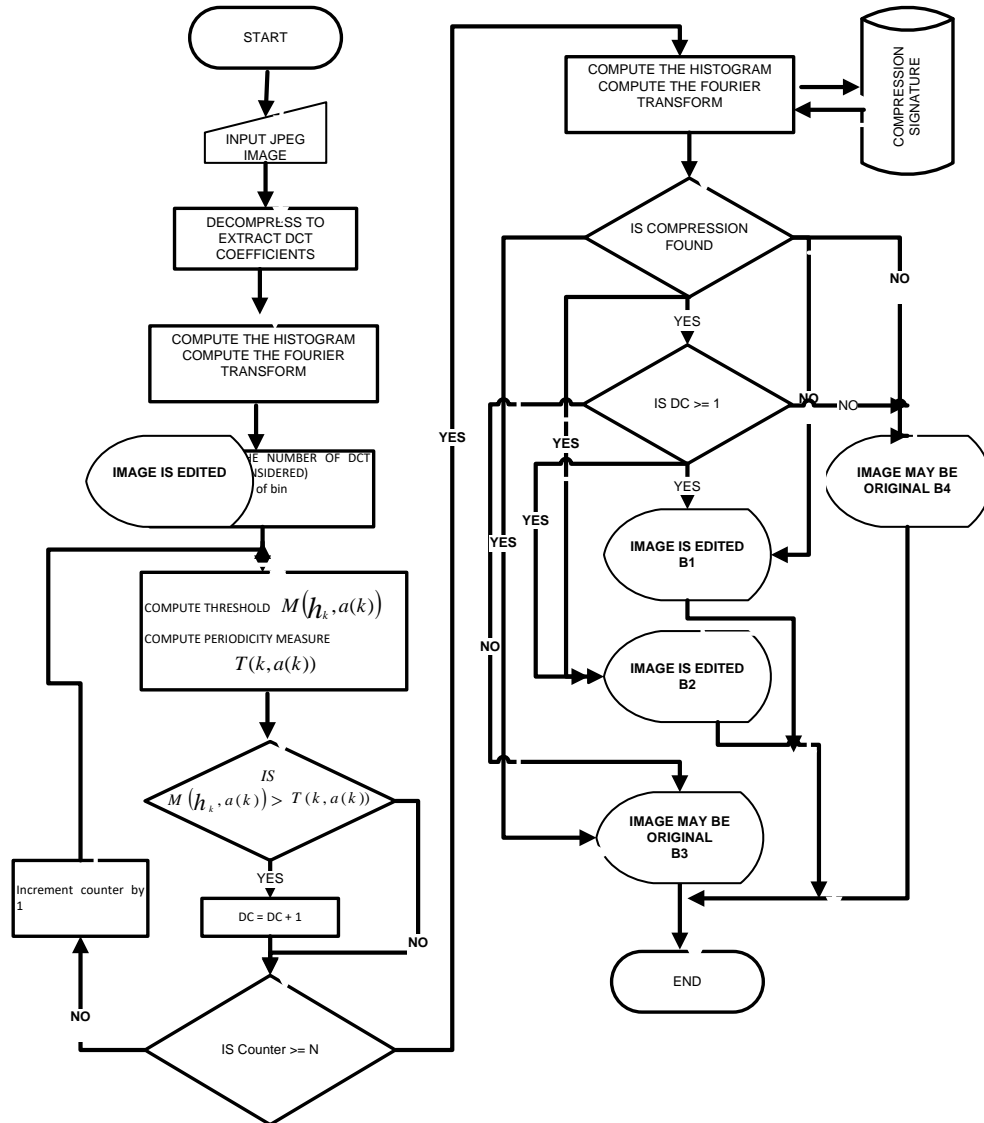 START
INPUT JPEG
IMAGE
DECOMPRESS TO
EXTRACT DCT
COEFFICIENTS
COMPUTE THE HISTOGRAM
COMPUTE THE FOURIER
TRANSFORM
IMAGE IS EDITED
NUMBER OF DCT
of bin
COMPUTE THRESHOLD M(h_k, a(k))
COMPUTE PERIODICITY MEASURE
T(k, a(k))
IS
M(h_k, a(k)) > T(k, a(k))
YES
NO
DC = DC + 1
Increment counter by
1
NO
IS Counter >= N
YES
COMPUTE THE HISTOGRAM
COMPUTE THE FOURIER
TRANSFORM
COMPRESSION
SIGNATURE
IS COMPRESSION
FOUND
NO
YES
IS DC >= 1
NO
NO
YES
YES
YES
YES
NO
IMAGE MAY BE
ORIGINAL B4
IMAGE IS EDITED
B1
IMAGE IS EDITED
B2
IMAGE MAY BE
ORIGINAL
B3
END